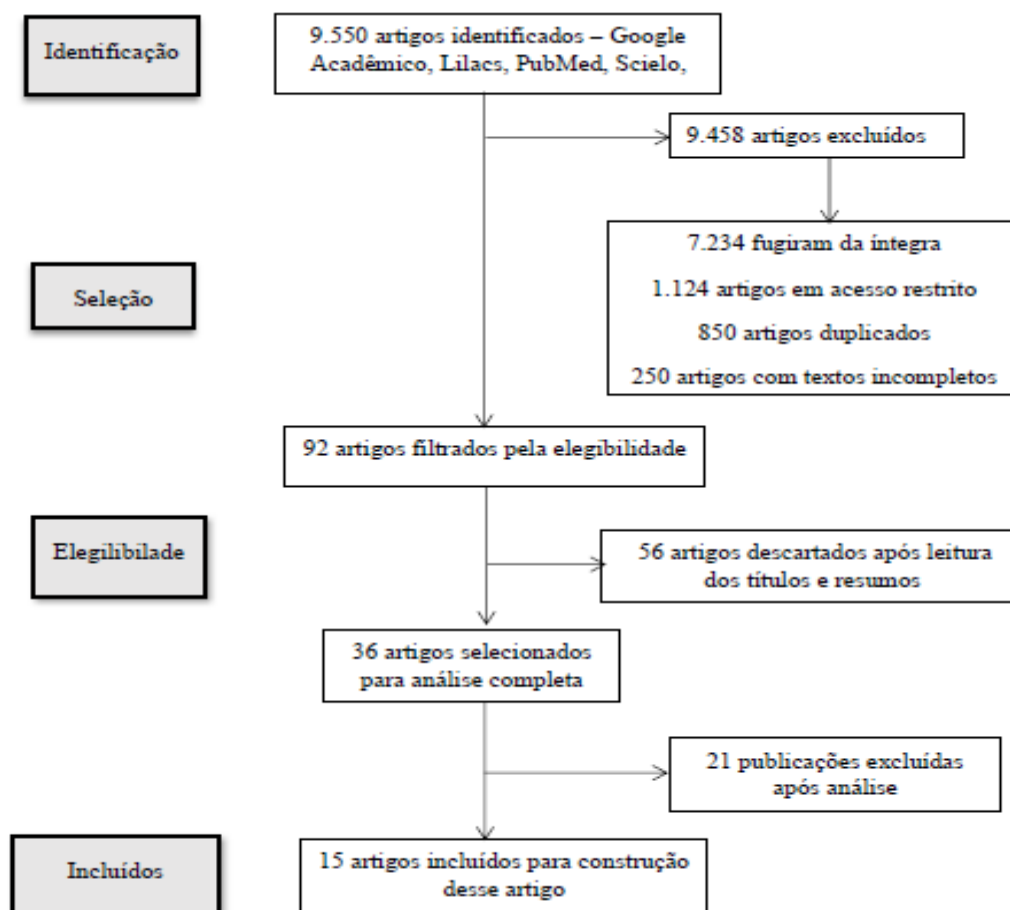 Identificação
9.550 artigos identificados – Google
Acadêmico, Lilacs, PubMed, Scielo,
9.458 artigos excluídos
7.234 fugiram da íntegra
1.124 artigos em acesso restrito
850 artigos duplicados
250 artigos com textos incompletos
Seleção
92 artigos filtrados pela elegibilidade
Elegilibilade
56 artigos descartados após leitura
dos títulos e resumos
36 artigos selecionados
para análise completa
21 publicações excluídas
após análise
Incluídos
15 artigos incluídos para construção
desse artigo